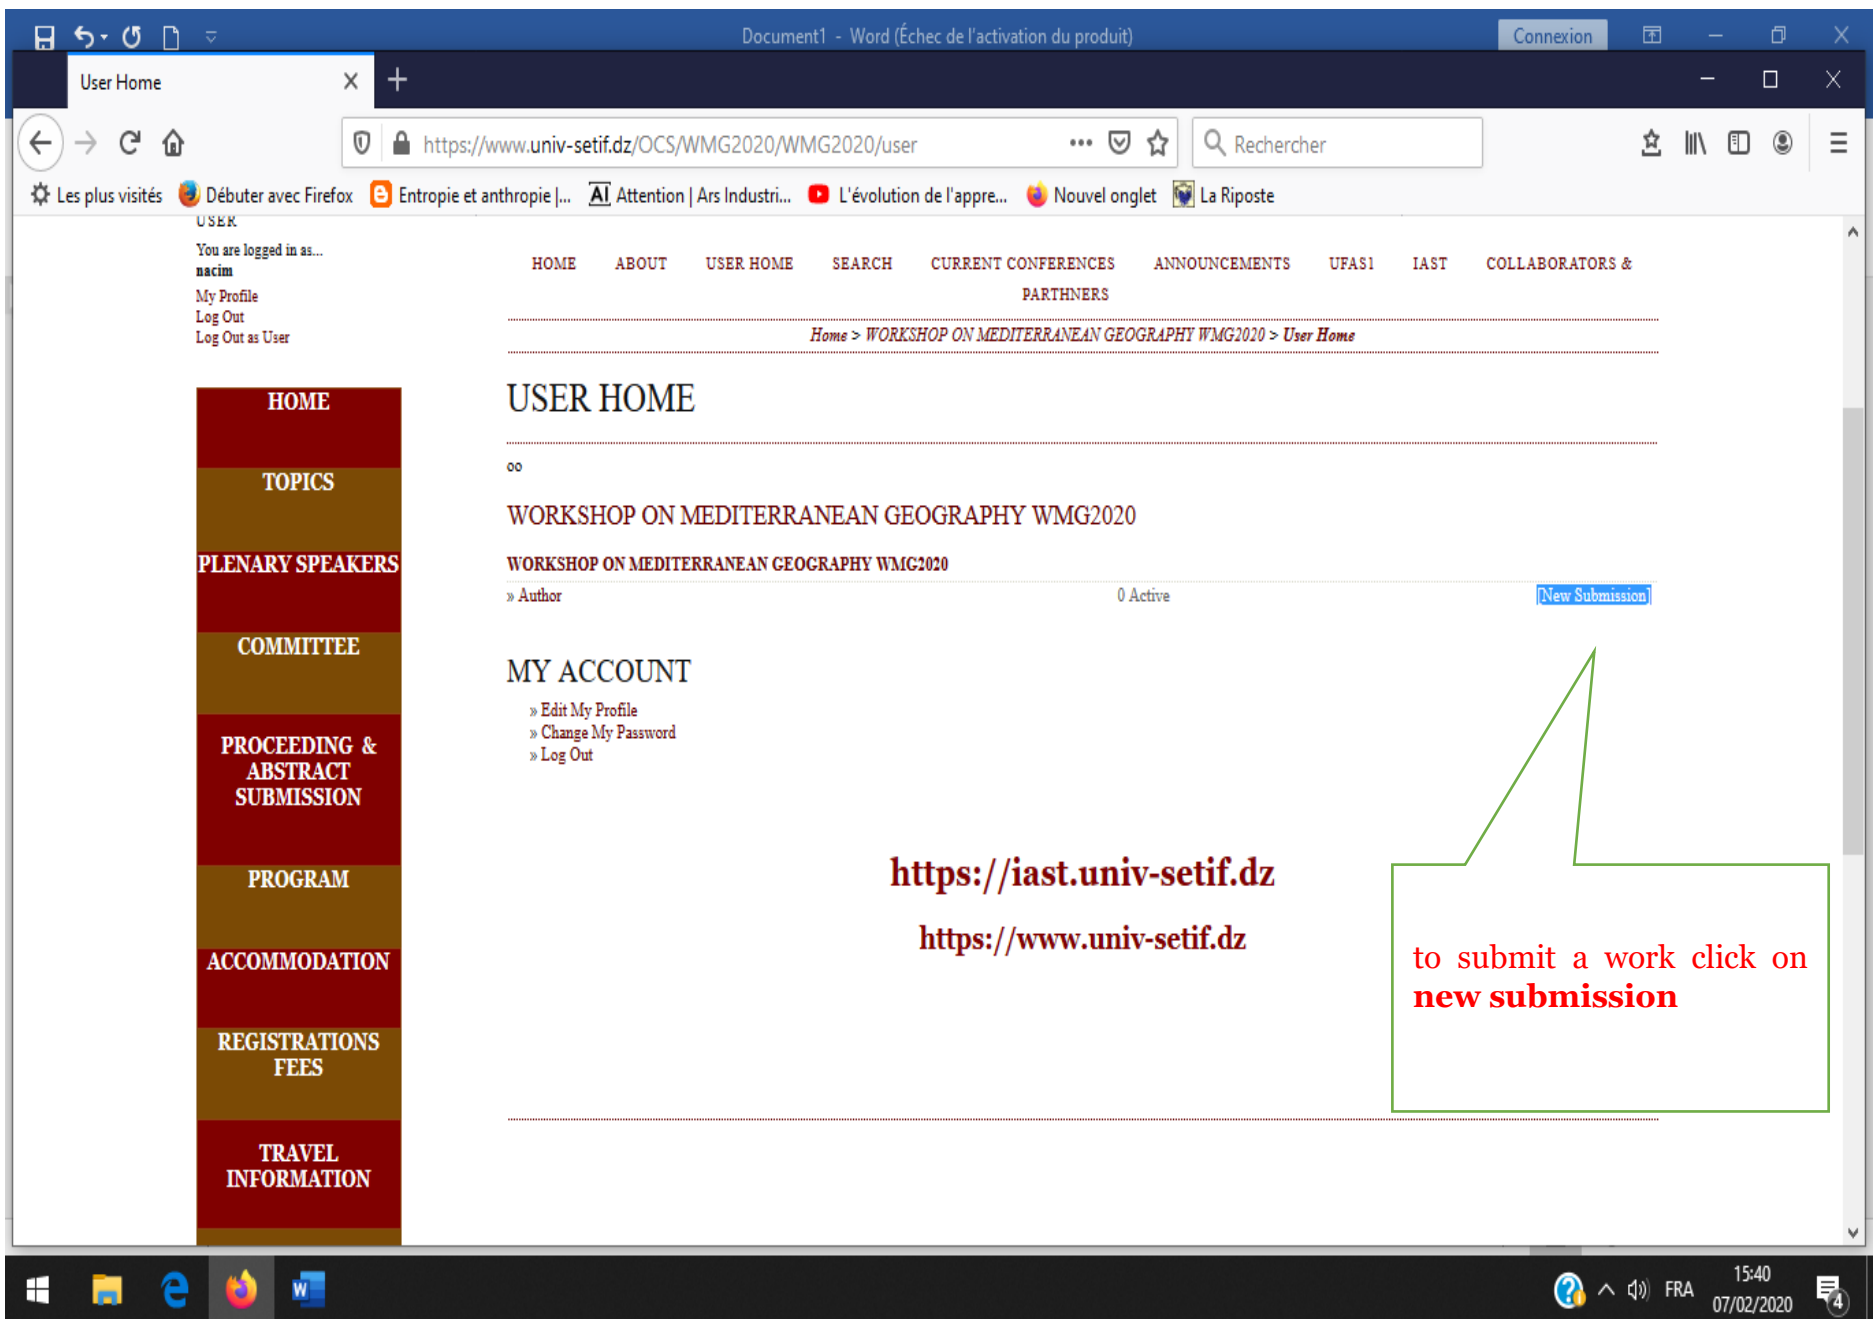 Document1 - Word (Échec de l'activation du produit)
Connexion
User Home
https://www.univ-setif.dz/OCS/WMG2020/WMG2020/user
Rechercher
Les plus visités
Débuter avec Firefox
Entropie et anthropie |...
AI Attention | Ars Industri...
L'évolution de l'appre...
Nouvel onglet
La Riposte
USER
You are logged in as...
nacim
My Profile
Log Out
Log Out as User
HOME ABOUT USER HOME SEARCH CURRENT CONFERENCES ANNOUNCEMENTS UFAS1 IAST COLLABORATORS &
PARTHNERS
Home > WORKSHOP ON MEDITERRANEAN GEOGRAPHY WMG2020 > User Home
HOME
TOPICS
PLENARY SPEAKERS
COMMITTEE
PROCEEDING &
ABSTRACT
SUBMISSION
PROGRAM
ACCOMMODATION
REGISTRATIONS
FEES
TRAVEL
INFORMATION
USER HOME
oo
WORKSHOP ON MEDITERRANEAN GEOGRAPHY WMG2020
WORKSHOP ON MEDITERRANEAN GEOGRAPHY WMG2020
» Author 0 Active [New Submission]
MY ACCOUNT
» Edit My Profile
» Change My Password
» Log Out
https://iast.univ-setif.dz
https://www.univ-setif.dz
to submit a work click on
new submission
FRA
15:40
07/02/2020
4